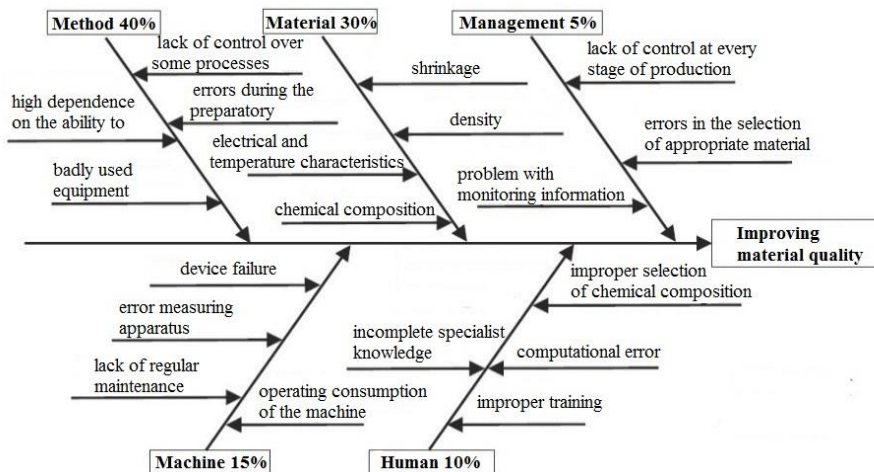 Method 40%
Material 30%
Management 5%
lack of control over
some processes
high dependence
on the ability to
errors during the
preparatory
badly used
equipment
shrinkage
density
electrical and
temperature characteristics
chemical composition
lack of control at every
stage of production
errors in the selection
of appropriate material
problem with
monitoring information
Improving
material quality
device failure
error measuring
apparatus
lack of regular
maintenance
operating consumption
of the machine
improper selection
of chemical composition
incomplete specialist
knowledge
computational error
improper training
Machine 15%
Human 10%